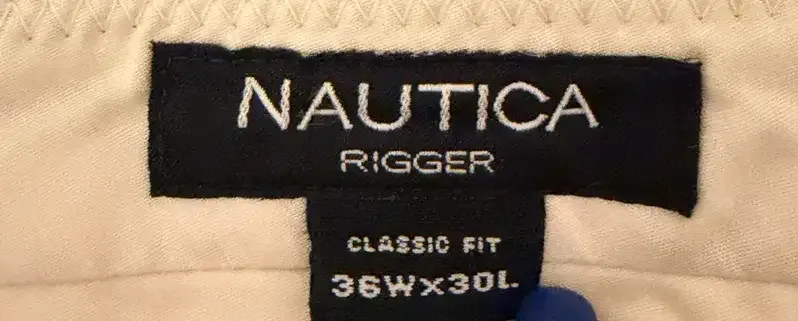 NAUTICA
RIGGER
CLASSIC FIT
36WX30L